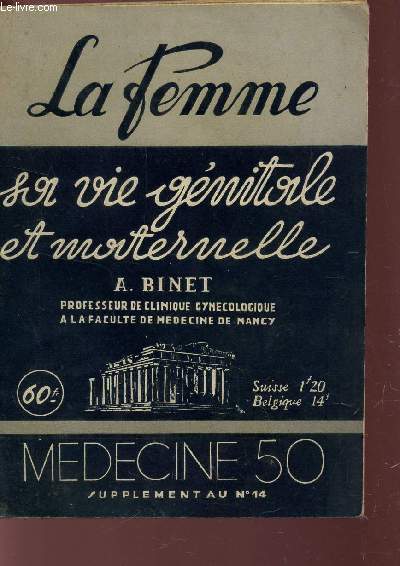 Le-livre.com
La femme
sa vie génitale
et maternelle
A. BINET
PROFESSEUR DE CLINIQUE GYNECOLOGIQUE
A LA FACULTE DE MEDECINE DE NANCY
60f.
Suisse 1f20
Belgique 14f
MEDECINE 50
SUPPLEMENT AU N°14